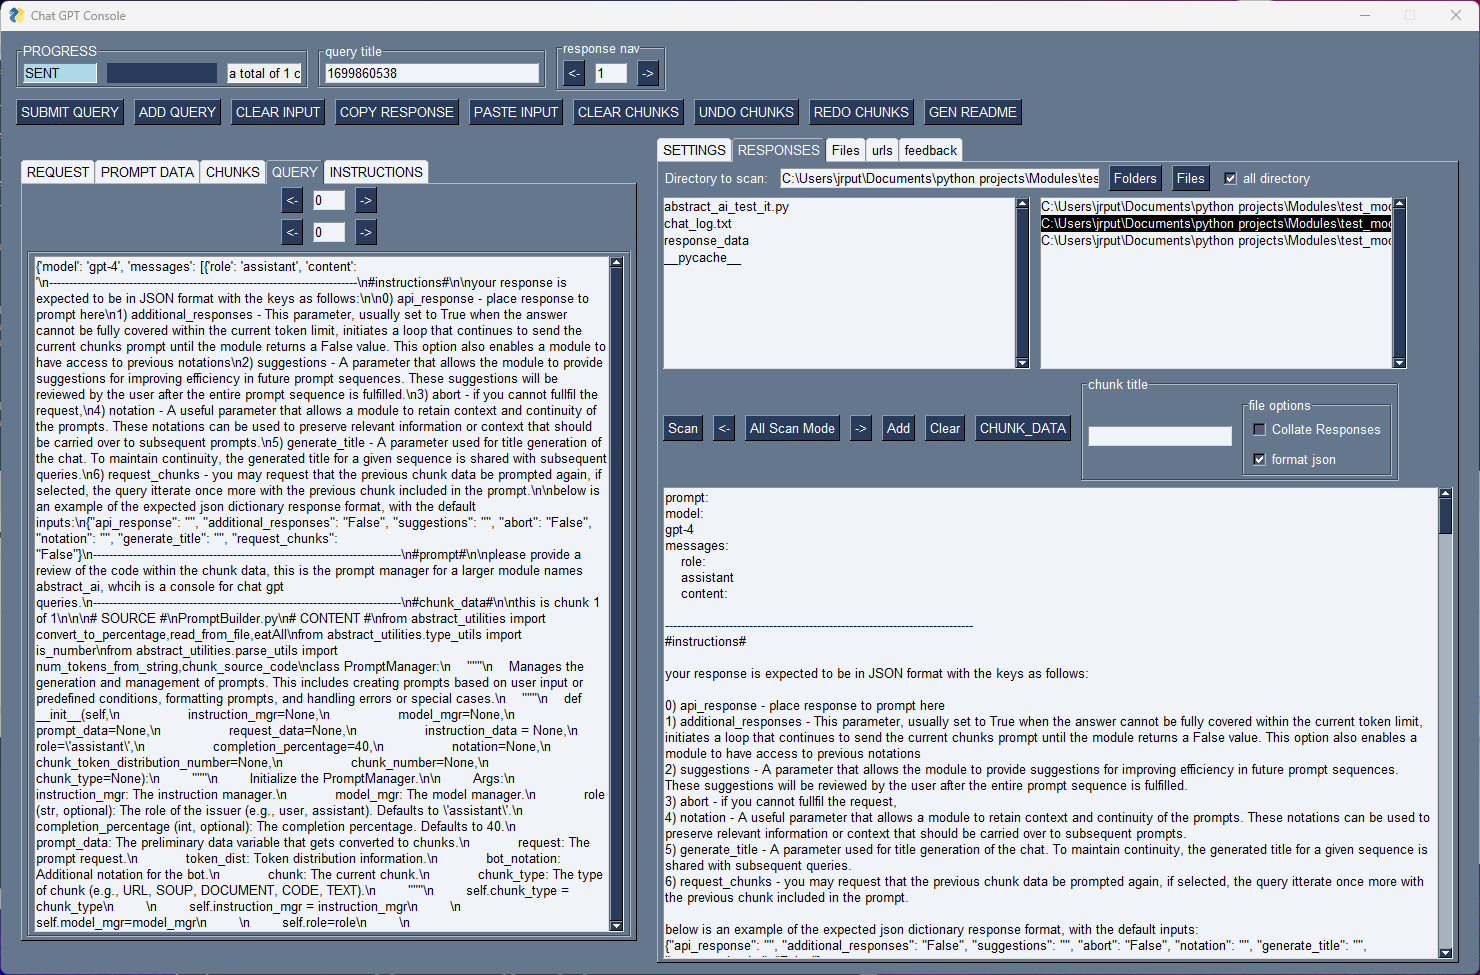 Chat GPT Console
PROGRESS
SENT
a total of 1 c
query title
1699860538
response nav
<-
1
->
SUBMIT QUERY
ADD QUERY
CLEAR INPUT
COPY RESPONSE
PASTE INPUT
CLEAR CHUNKS
UNDO CHUNKS
REDO CHUNKS
GEN README
REQUEST
PROMPT DATA
CHUNKS
QUERY
INSTRUCTIONS
<-
0
->
<-
0
->
{'model': 'gpt-4', 'messages': [{'role': 'assistant', 'content':
'\n-----------------------------------------------------------------------------\n#instructions#\n\nyour response is
expected to be in JSON format with the keys as follows:\n\n0) api_response - place response to
prompt here\n1) additional_responses - This parameter, usually set to True when the answer
cannot be fully covered within the current token limit, initiates a loop that continues to send the
current chunks prompt until the module returns a False value. This option also enables a module to
have access to previous notations\n2) suggestions - A parameter that allows the module to provide
suggestions for improving efficiency in future prompt sequences. These suggestions will be
reviewed by the user after the entire prompt sequence is fulfilled.\n3) abort - if you cannot fullfil the
request,\n4) notation - A useful parameter that allows a module to retain context and continuity of
the prompts. These notations can be used to preserve relevant information or context that should
be carried over to subsequent prompts.\n5) generate_title - A parameter used for title generation of
the chat. To maintain continuity, the generated title for a given sequence is shared with subsequent
queries.\n6) request_chunks - you may request that the previous chunk data be prompted again, if
selected, the query itterate once more with the previous chunk included in the prompt.\n\nbelow is
an example of the expected json dictionary response format, with the default
inputs:\n{"api_response": "", "additional_responses": "False", "suggestions": "", "abort": "False",
"notation": "", "generate_title": "", "request_chunks":
"False"}\n-----------------------------------------------------------------------------\n#prompt#\n\nplease provide a
review of the code within the chunk data, this is the prompt manager for a larger module names
abstract_ai, whcih is a console for chat gpt
queries.\n-----------------------------------------------------------------------------\n#chunk_data#\n\nthis is chunk 1
of 1\n\n\n# SOURCE #\nPromptBuilder.py\n# CONTENT #\nfrom abstract_utilities import
convert_to_percentage,read_from_file,eatAll\nfrom abstract_utilities.type_utils import
is_number\nfrom abstract_utilities.parse_utils import
num_tokens_from_string,chunk_source_code\nclass PromptManager:\n    """\n    Manages the
generation and management of prompts. This includes creating prompts based on user input or
predefined conditions, formatting prompts, and handling errors or special cases.\n    """\n    def
__init__(self,\n                 instruction_mgr=None,\n                 model_mgr=None,\n
prompt_data=None,\n                 request_data=None,\n                 instruction_data = None,\n
role=\'assistant\',\n                 completion_percentage=40,\n                 notation=None,\n
chunk_token_distribution_number=None,\n                 chunk_number=None,\n
chunk_type=None):\n        """\n        Initialize the PromptManager.\n\n        Args:\n
instruction_mgr: The instruction manager.\n            model_mgr: The model manager.\n            role
(str, optional): The role of the issuer (e.g., user, assistant). Defaults to \'assistant\'.\n
completion_percentage (int, optional): The completion percentage. Defaults to 40.\n
prompt_data: The preliminary data variable that gets converted to chunks.\n            request: The
prompt request.\n            token_dist: Token distribution information.\n            bot_notation:
Additional notation for the bot.\n            chunk: The current chunk.\n            chunk_type: The type
of chunk (e.g., URL, SOUP, DOCUMENT, CODE, TEXT).\n        """\n        self.chunk_type =
chunk_type\n        \n        self.instruction_mgr = instruction_mgr\n        \n
self.model_mgr=model_mgr\n        \n        self.role=role\n        \n
SETTINGS
RESPONSES
Files
urls
feedback
Directory to scan:
C:\Users\jrput\Documents\python projects\Modules\tes
Folders
Files
all directory
abstract_ai_test_it.py
chat_log.txt
response_data
__pycache__
C:\Users\jrput\Documents\python projects\Modules\test_mo
C:\Users\jrput\Documents\python projects\Modules\test_mo
C:\Users\jrput\Documents\python projects\Modules\test_mo
Scan
<-
All Scan Mode
->
Add
Clear
CHUNK_DATA
chunk title
file options
Collate Responses
format json
prompt:
model:
gpt-4
messages:
role:
assistant
content:
-----------------------------------------------------------------------------
#instructions#
your response is expected to be in JSON format with the keys as follows:
0) api_response - place response to prompt here
1) additional_responses - This parameter, usually set to True when the answer cannot be fully covered within the current token limit,
initiates a loop that continues to send the current chunks prompt until the module returns a False value. This option also enables a
module to have access to previous notations
2) suggestions - A parameter that allows the module to provide suggestions for improving efficiency in future prompt sequences.
These suggestions will be reviewed by the user after the entire prompt sequence is fulfilled.
3) abort - if you cannot fullfil the request,
4) notation - A useful parameter that allows a module to retain context and continuity of the prompts. These notations can be used to
preserve relevant information or context that should be carried over to subsequent prompts.
5) generate_title - A parameter used for title generation of the chat. To maintain continuity, the generated title for a given sequence is
shared with subsequent queries.
6) request_chunks - you may request that the previous chunk data be prompted again, if selected, the query itterate once more with
the previous chunk included in the prompt.
below is an example of the expected json dictionary response format, with the default inputs:
{"api_response": "", "additional_responses": "False", "suggestions": "", "abort": "False", "notation": "", "generate_title": "",